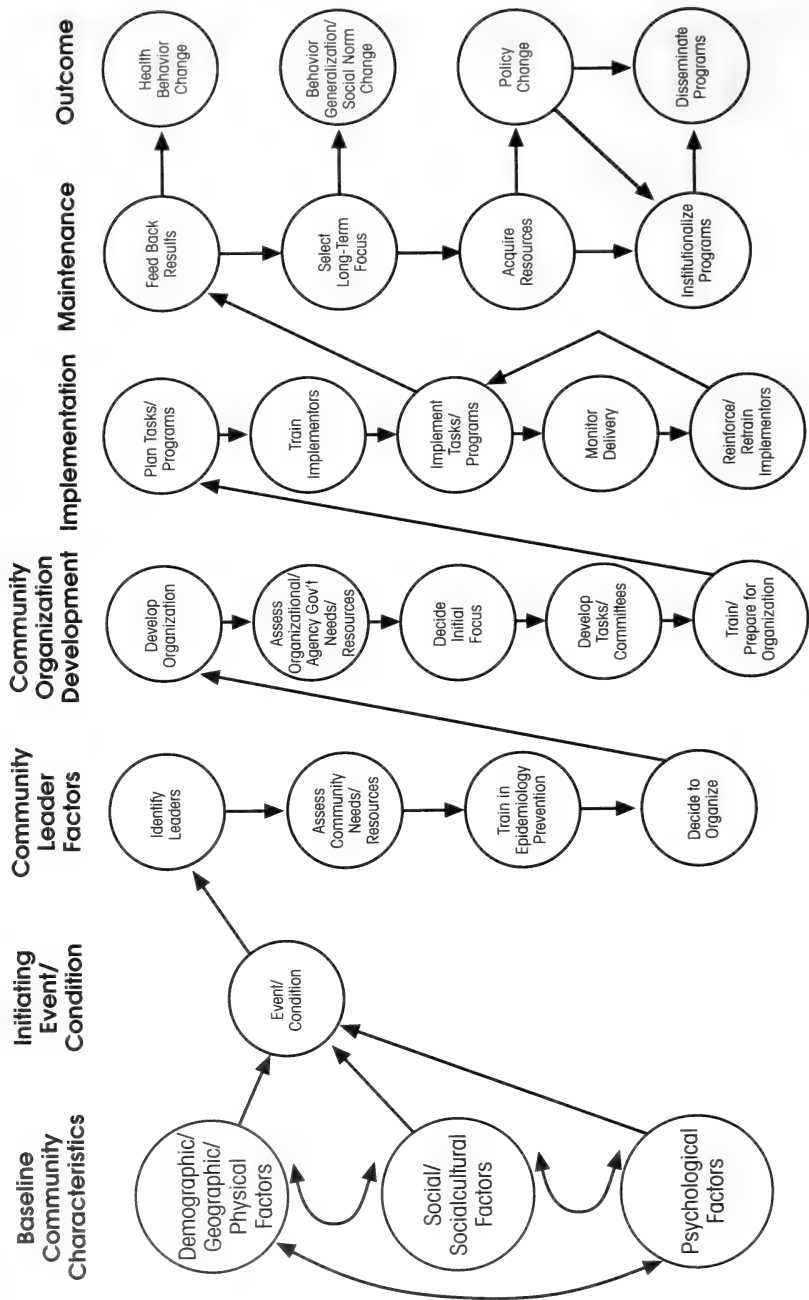 Baseline
Community
Characteristics
Demographic/
Geographic/
Physical
Factors
Social/
Socialcultural
Factors
Psychological
Factors
Initiating
Event/
Condition
Event/
Condition
Community
Leader
Factors
Identify
Leaders
Assess
Community
Needs/
Resources
Train in
Epidemiology
Prevention
Decide to
Organize
Community
Organization
Development
Develop
Organization
Assess
Organizational/
Agency Gov't
Needs/
Resources
Decide
Initial
Focus
Develop
Tasks/
Committees
Train/
Prepare for
Organization
Implementation
Plan Tasks/
Programs
Train
Implementors
Implement
Tasks/
Programs
Monitor
Delivery
Reinforce/
Retrain
Implementors
Maintenance
Feed Back
Results
Select
Long-Term
Focus
Acquire
Resources
Institutionalize
Programs
Outcome
Health
Behavior
Change
Behavior
Generalization/
Social Norm
Change
Policy
Change
Disseminate
Programs